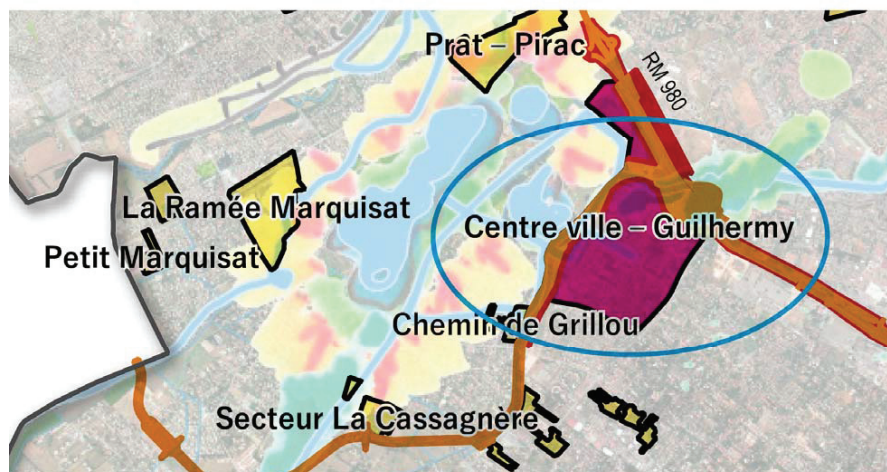 Prat – Pirac
RM 980
La Ramée Marquisat
Centre ville – Guilhermy
Petit Marquisat
Chemin de Grillou
Secteur La Cassagnère